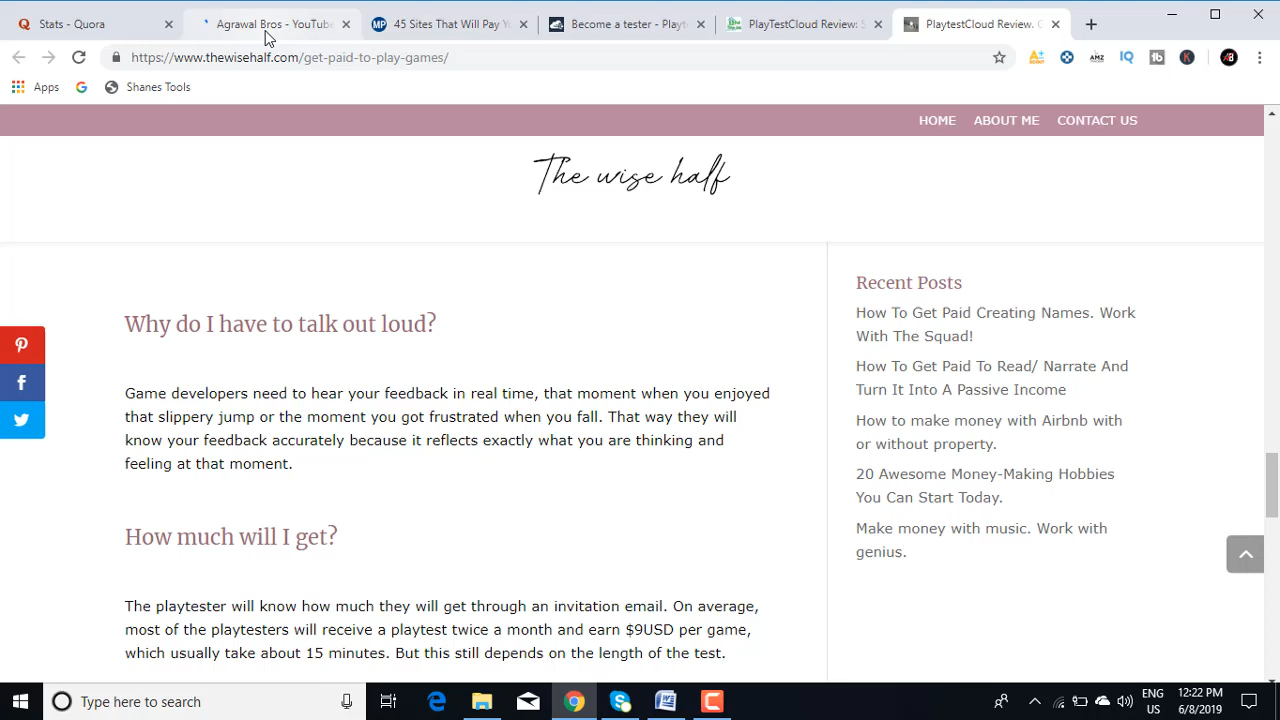 Stats - Quora
Agrawal Bros - YouTube
45 Sites That Will Pay Y
Become a tester - Playt
PlayTestCloud Review: S
PlaytestCloud Review. G
https://www.thewisehalf.com/get-paid-to-play-games/
Apps
Shanes Tools
HOME ABOUT ME CONTACT US
The wise half
Why do I have to talk out loud?
Game developers need to hear your feedback in real time, that moment when you enjoyed
that slippery jump or the moment you got frustrated when you fall. That way they will
know your feedback accurately because it reflects exactly what you are thinking and
feeling at that moment.
How much will I get?
The playtester will know how much they will get through an invitation email. On average,
most of the playtesters will receive a playtest twice a month and earn $9USD per game,
which usually take about 15 minutes. But this still depends on the length of the test.
Recent Posts
How To Get Paid Creating Names. Work
With The Squad!
How To Get Paid To Read/ Narrate And
Turn It Into A Passive Income
How to make money with Airbnb with
or without property.
20 Awesome Money-Making Hobbies
You Can Start Today.
Make money with music. Work with
genius.
Type here to search
ENG
US
12:22 PM
6/8/2019